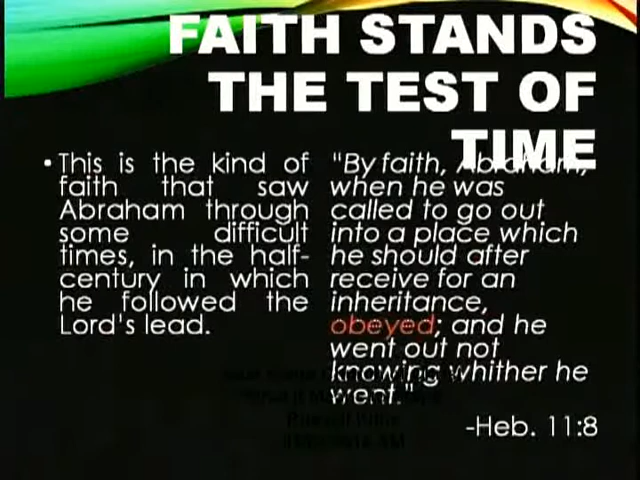 FAITH STANDS
THE TEST OF
TIME
• This is the kind of
faith that saw
Abraham through
some difficult
times, in the half-
century in which
he followed the
Lord's lead.
"By faith, Abraham,
when he was
called to go out
into a place which
he should after
receive for an
inheritance,
obeyed; and he
went out not
knowing whither he
went."
-Heb. 11:8